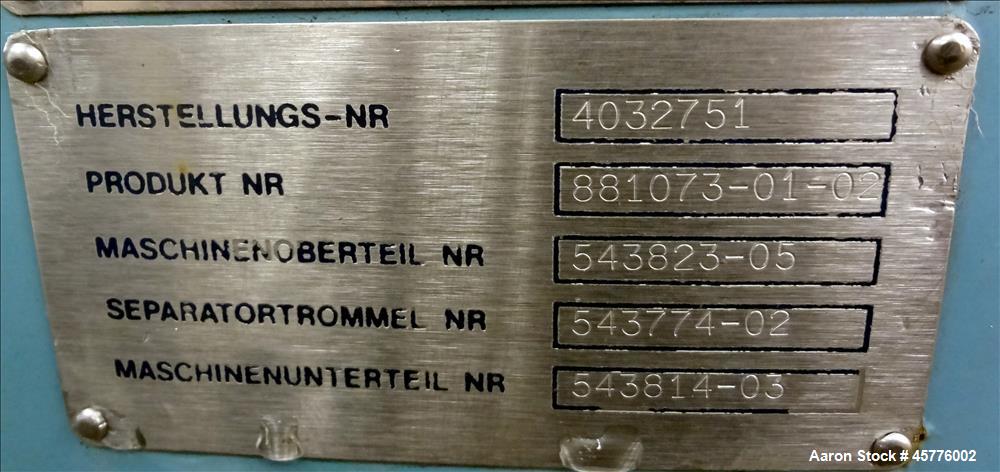 HERSTELLUNGS-NR 4032751
PRODUKT NR 881073-01-02
MASCHINENOBERTEIL NR 543823-05
SEPARATORTROMMEL NR 543774-02
MASCHINENUNTERTEIL NR 543814-03
Aaron Stock # 45776002